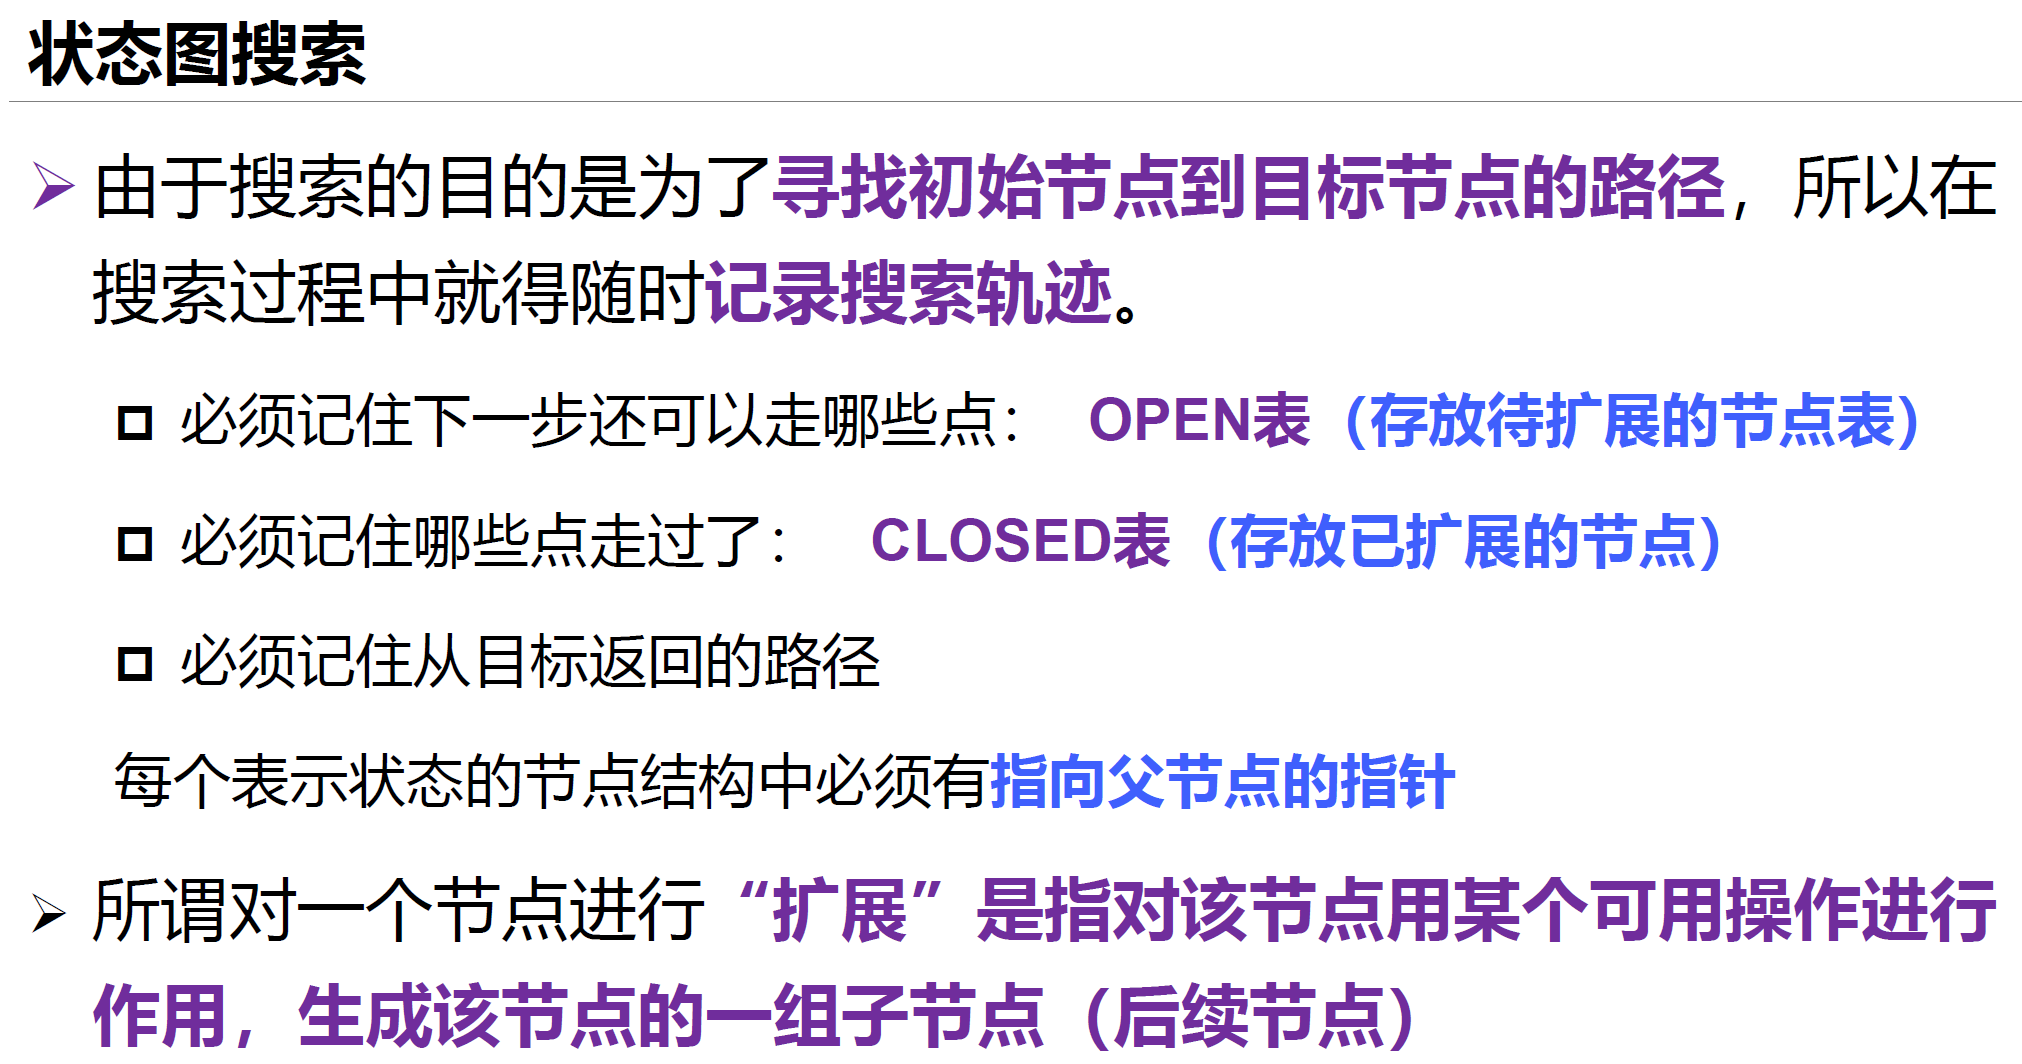 状态图搜索
由于搜索的目的是为了寻找初始节点到目标节点的路径，所以在
搜索过程中就得随时记录搜索轨迹。
必须记住下一步还可以走哪些点： OPEN表（存放待扩展的节点表）
必须记住哪些点走过了： CLOSED表（存放已扩展的节点）
必须记住从目标返回的路径
每个表示状态的节点结构中必须有指向父节点的指针
所谓对一个节点进行“扩展”是指对该节点用某个可用操作进行
作用，生成该节点的一组子节点（后续节点）